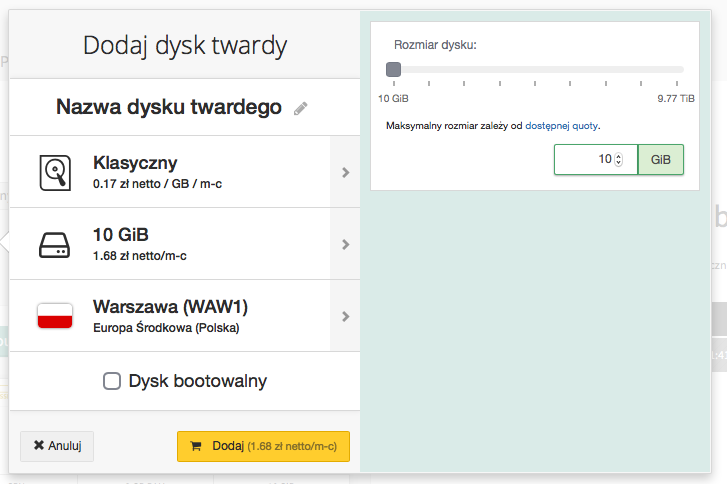 Dodaj dysk twardy
Nazwa dysku twardego
Klasyczny
0.17 zł netto / GB / m-c
10 GiB
1.68 zł netto/m-c
Warszawa (WAW1)
Europa Środkowa (Polska)
Dysk bootowalny
Anuluj
Dodaj (1.68 zł netto/m-c)
Rozmiar dysku:
10 GiB 9.77 TiB
Maksymalny rozmiar zależy od dostępnej quoty.
10 GiB